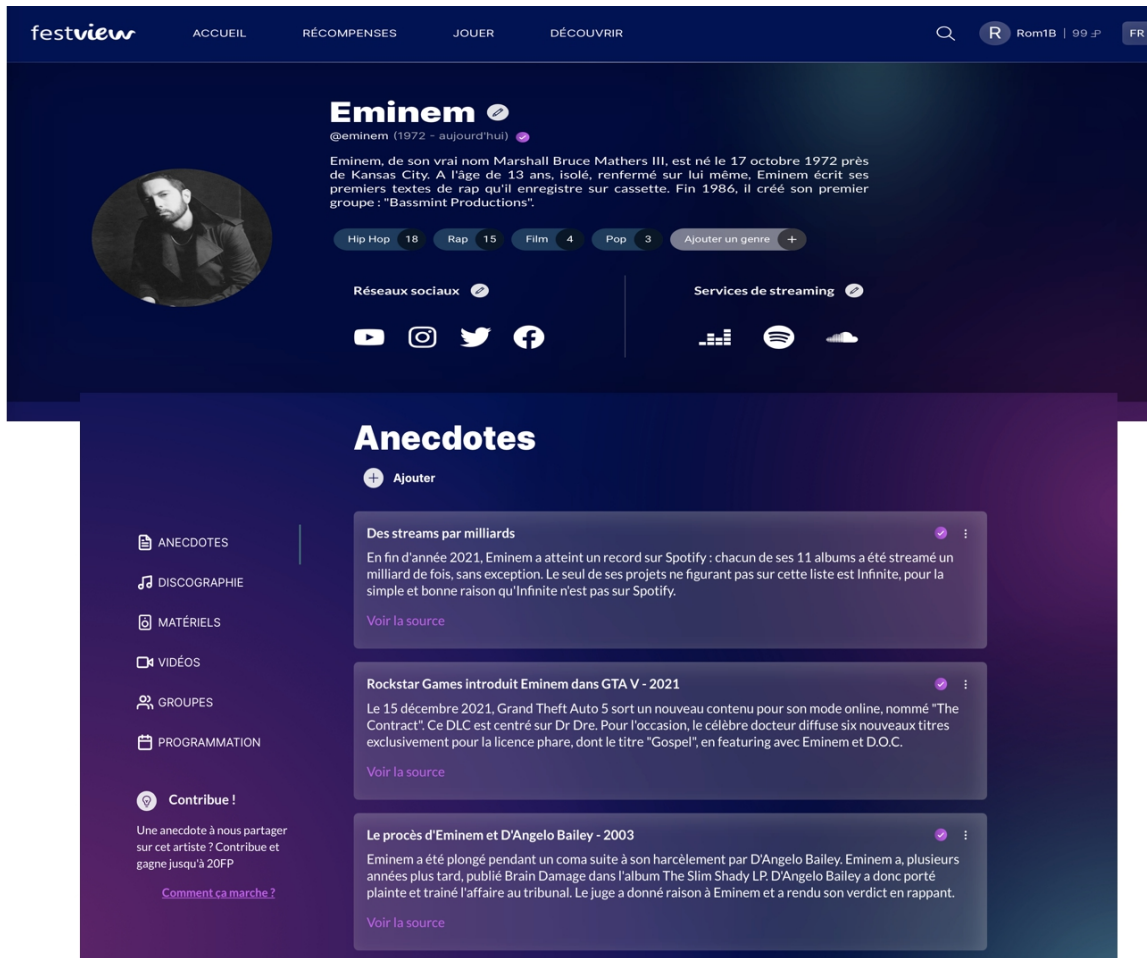 festview
ACCUEIL
RÉCOMPENSES
JOUER
DÉCOUVRIR
R
Rom1B | 99
FR
Eminem
@eminem (1972 - aujourd'hui)
Eminem, de son vrai nom Marshall Bruce Mathers III, est né le 17 octobre 1972 près
de Kansas City. A l'âge de 13 ans, isolé, renfermé sur lui même, Eminem écrit ses
premiers textes de rap qu'il enregistre sur cassette. Fin 1986, il créé son premier
groupe : "Bassmint Productions".
Hip Hop 18
Rap 15
Film 4
Pop 3
Ajouter un genre +
Réseaux sociaux
Services de streaming
Anecdotes
+ Ajouter
ANECDOTES
DISCOGRAPHIE
MATÉRIELS
VIDÉOS
GROUPES
PROGRAMMATION
Contribue !
Une anecdote à nous partager
sur cet artiste ? Contribue et
gagne jusqu'à 20FP
Comment ça marche ?
Des streams par milliards
En fin d'année 2021, Eminem a atteint un record sur Spotify : chacun de ses 11 albums a été streamé un
milliard de fois, sans exception. Le seul de ses projets ne figurant pas sur cette liste est Infinite, pour la
simple et bonne raison qu'Infinite n'est pas sur Spotify.
Voir la source
Rockstar Games introduit Eminem dans GTA V - 2021
Le 15 décembre 2021, Grand Theft Auto 5 sort un nouveau contenu pour son mode online, nommé "The
Contract". Ce DLC est centré sur Dr Dre. Pour l'occasion, le célèbre docteur diffuse six nouveaux titres
exclusivement pour la licence phare, dont le titre "Gospel", en featuring avec Eminem et D.O.C.
Voir la source
Le procès d'Eminem et D'Angelo Bailey - 2003
Eminem a été plongé pendant un coma suite à son harcèlement par D'Angelo Bailey. Eminem a, plusieurs
années plus tard, publié Brain Damage dans l'album The Slim Shady LP. D'Angelo Bailey a donc porté
plainte et trainé l'affaire au tribunal. Le juge a donné raison à Eminem et a rendu son verdict en rappant.
Voir la source